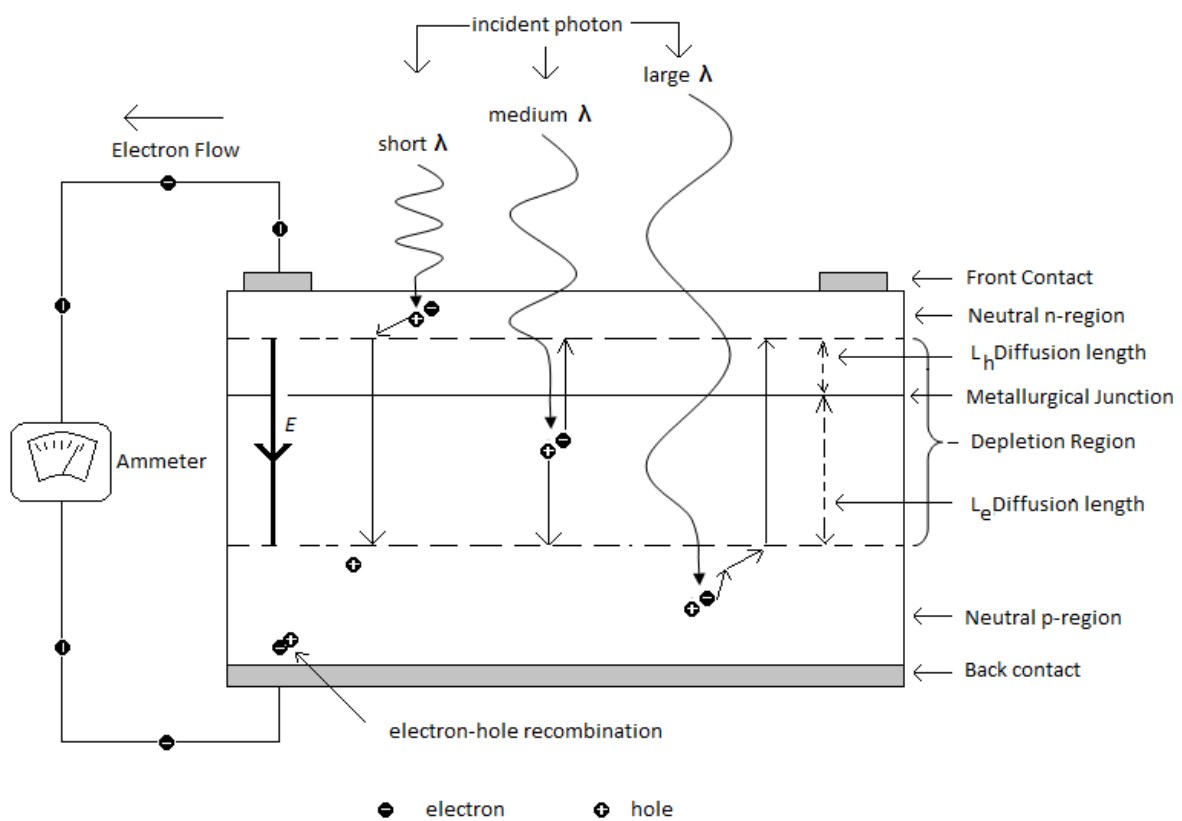 incident photon
large λ
medium λ
short λ
Electron Flow
Front Contact
Neutral n-region
LhDiffusion length
Metallurgical Junction
E
Depletion Region
Ammeter
LeDiffusion length
Neutral p-region
Back contact
electron-hole recombination
electron
hole